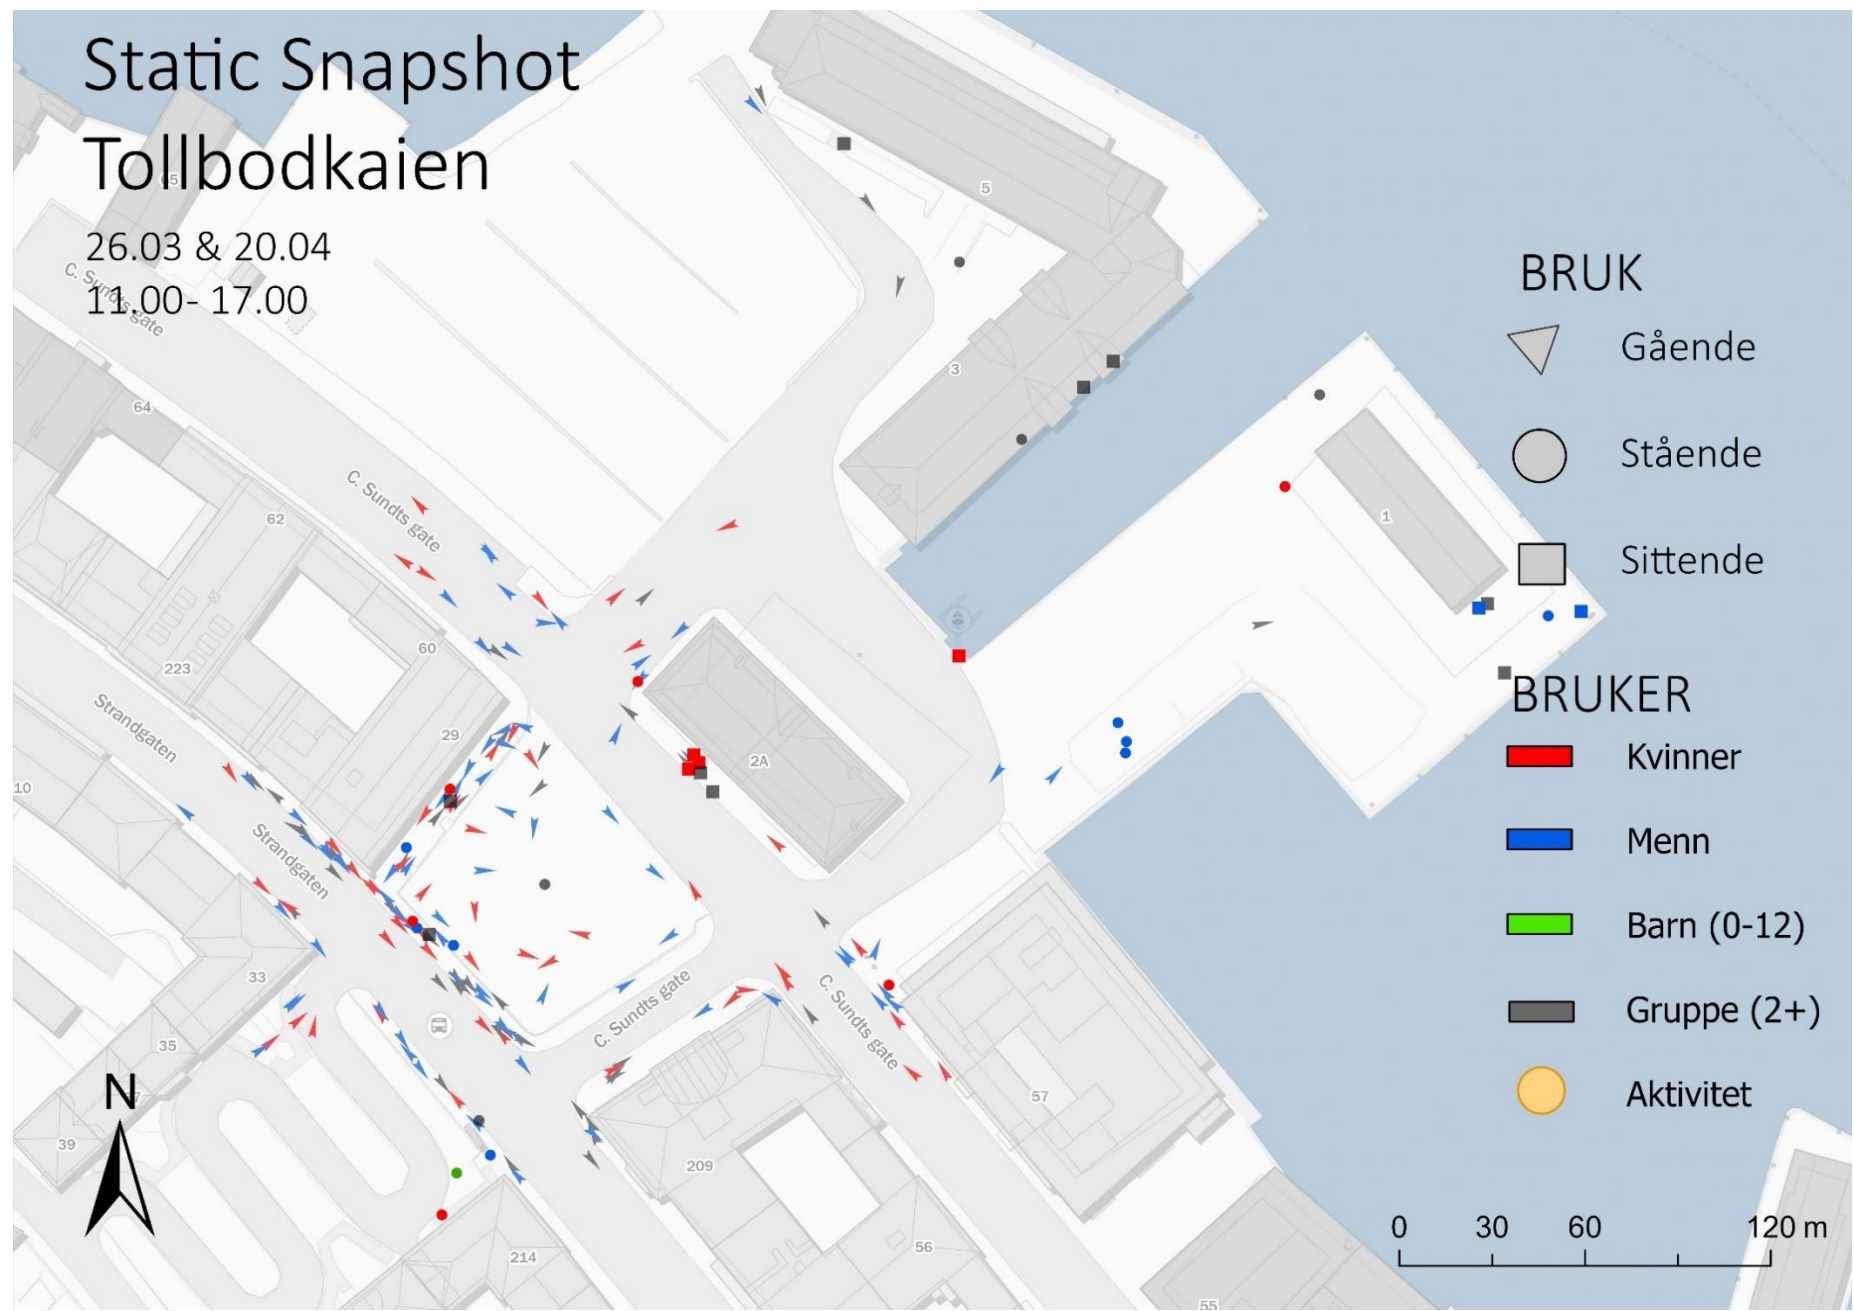 Static Snapshot
Tollbodkaien
26.03 & 20.04
11.00- 17.00
BRUK
Gående
Stående
Sittende
BRUKER
Kvinner
Menn
Barn (0-12)
Gruppe (2+)
Aktivitet
0 30 60 120 m
N
C. Sundts gate
C. Sundts gate
C. Sundts gate
C. Sundts gate
Strandgaten
Strandgaten
65
64
62
60
223
29
10
33
35
39
5
3
1
2A
57
209
214
56
55